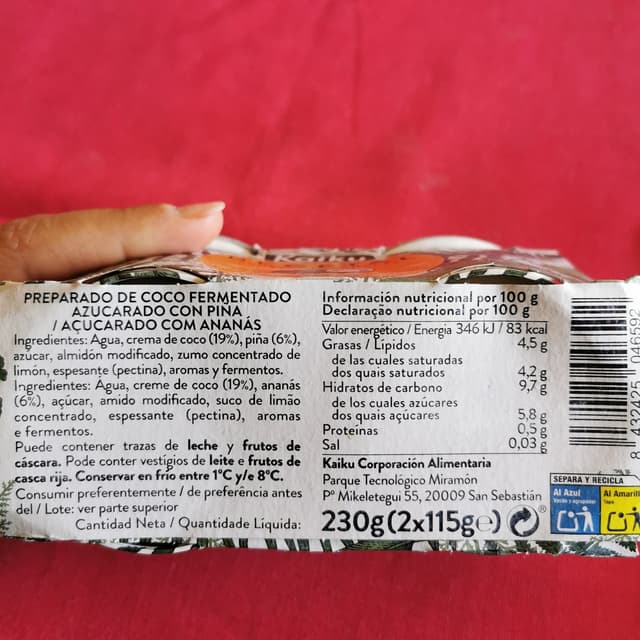 Kaiku
PREPARADO DE COCO FERMENTADO
AZUCARADO CON PIÑA
/ AÇUCARADO COM ANANÁS
Ingredientes: Agua, crema de coco (19%), piña (6%),
azucar, almidón modificado, zumo concentrado de
limón, espesante (pectina), aromas y fermentos.
Ingredientes: Água, creme de coco (19%), ananás
(6%), açúcar, amido modificado, suco de limão
concentrado, espessante (pectina), aromas
e fermentos.
Puede contener trazas de leche y frutos de
cáscara. Pode conter vestígios de leite e frutos de
casca rija. Conservar en frío entre 1°C y/e 8°C.
Consumir preferentemente / de preferência antes
del / Lote: ver parte superior
Cantidad Neta / Quantidade Líquida:
Información nutricional por 100 g
Declaração nutricional por 100 g
Valor energético / Energia 346 kJ / 83 kcal
Grasas / Lípidos 4,5 g
de las cuales saturadas
dos quais saturados 4,2 g
Hidratos de carbono 9,7 g
de los cuales azúcares
dos quais açúcares 5,8 g
Proteínas 0,5 g
Sal 0,03 g
Kaiku Corporación Alimentaria
Parque Tecnológico Miramón
Pº Mikeletegui 55, 20009 San Sebastián
230g(2x115g e)
SEPARA Y RECICLA
Al Azul
Al Amarill